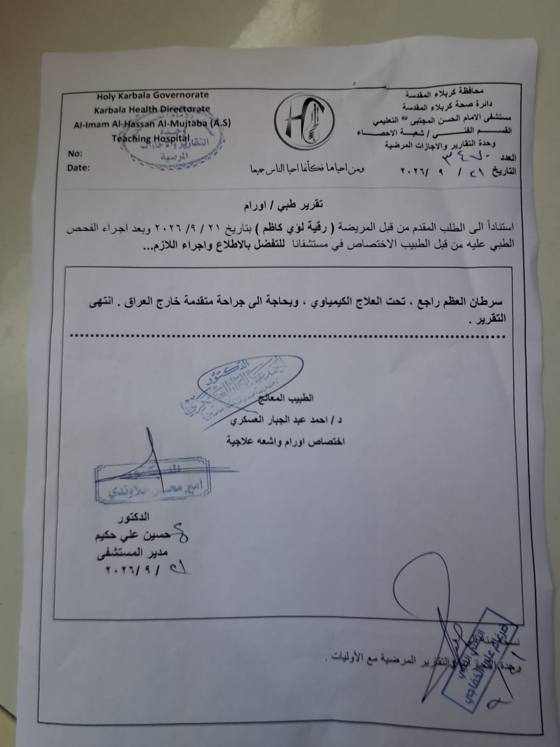 Holy Karbala Governorate
Karbala Health Directorate
Al-Imam Al-Hassan Al-Mujtaba (A.S)
Teaching Hospital
No:
Date:
ومن احياها فكأنما احيا الناس جميعا
محافظة كربلاء المقدسة
دائرة صحة كربلاء المقدسة
مستشفى الامام الحسن المجتبى التعليمي
القسم الفني / شعبة الاحصاء
وحدة التقارير والاجازات المرضية
العدد
التاريخ ٢١ / ٩ / ٢٠٢٦
تقرير طبي / اورام
استناداً الى الطلب المقدم من قبل المريضة ( رقية لؤي كاظم ) بتاريخ ٢١ / ٩ / ٢٠٢٦ وبعد اجراء الفحص
الطبي عليه من قبل الطبيب الاختصاص في مستشفانا للتفضل بالاطلاع واجراء اللازم...
سرطان العظم راجع ، تحت العلاج الكيمياوي ، وبحاجة الى جراحة متقدمة خارج العراق . انتهى
التقرير .
الطبيب المعالج
د / احمد عبد الجبار العسكري
اختصاص اورام واشعه علاجية
الدكتور
حسين علي حكيم
مدير المستشفى
/ ٩ / ٢٠٢٦
والتقارير المرضية مع الأوليات .